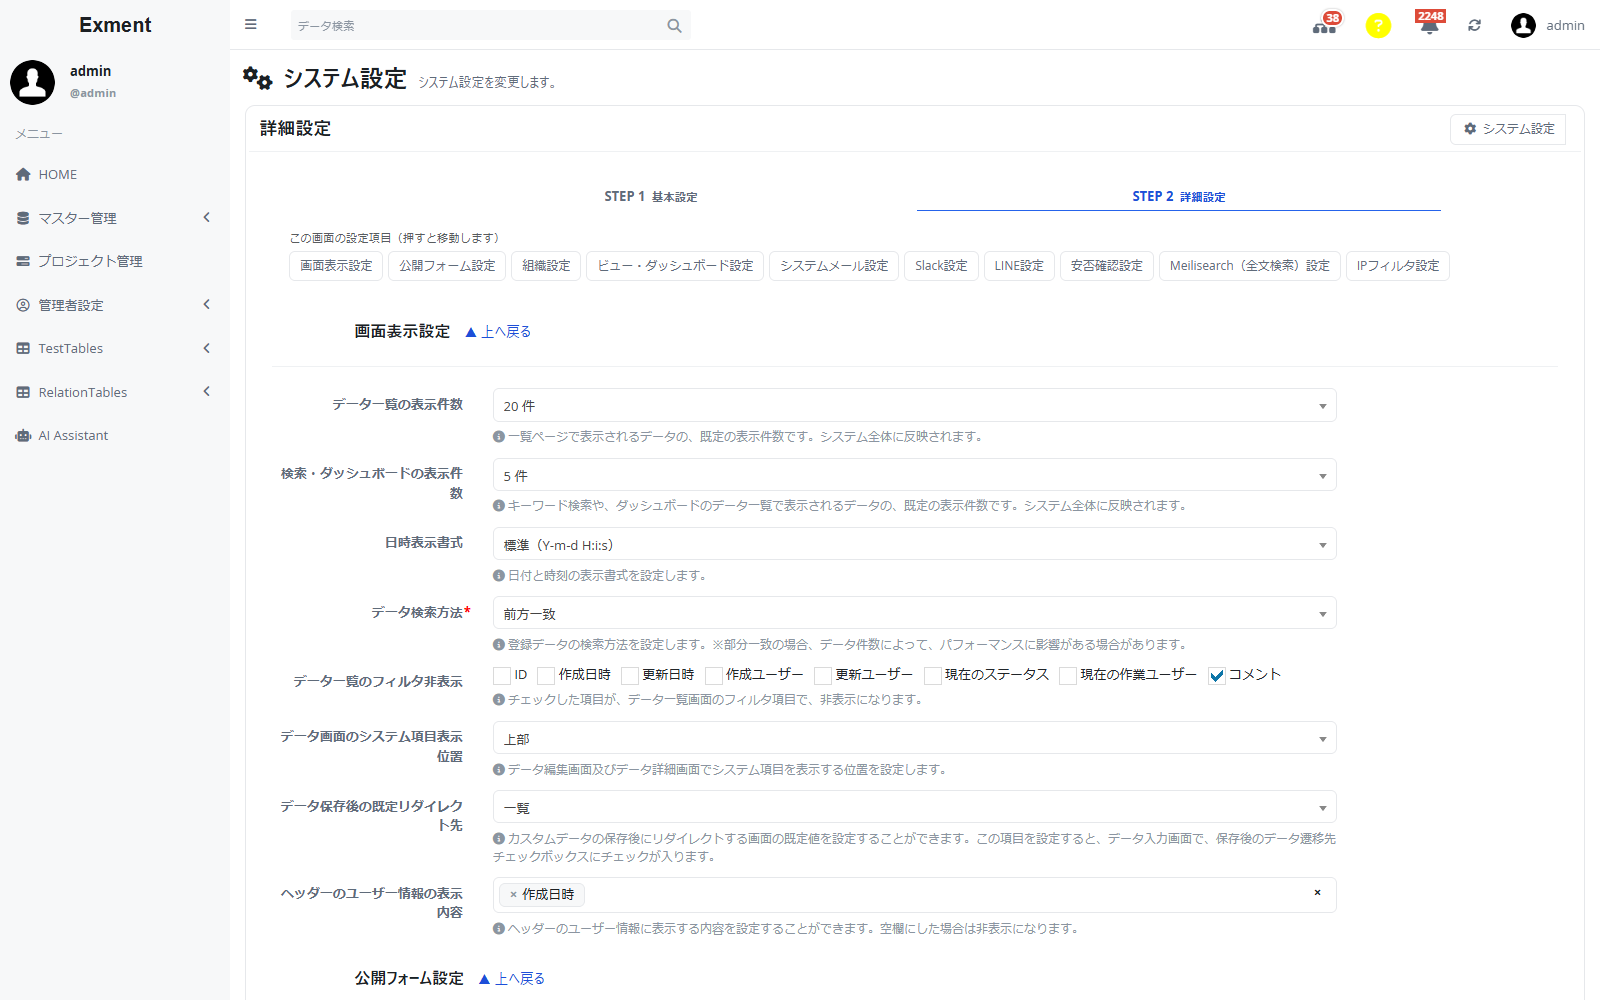 Exment
データ検索
38
?
2248
admin
admin
@admin
メニュー
HOME
マスター管理
プロジェクト管理
管理者設定
TestTables
RelationTables
AI Assistant
システム設定 システム設定を変更します。
詳細設定
システム設定
STEP 1 基本設定
STEP 2 詳細設定
この画面の設定項目（押すと移動します）
画面表示設定 公開フォーム設定 組織設定 ビュー・ダッシュボード設定 システムメール設定 Slack設定 LINE設定 安否確認設定 Meilisearch（全文検索）設定 IPフィルタ設定
画面表示設定 ▲ 上へ戻る
データ一覧の表示件数
20 件
一覧ページで表示されるデータの、既定の表示件数です。システム全体に反映されます。
検索・ダッシュボードの表示件
数
5 件
キーワード検索や、ダッシュボードのデータ一覧で表示されるデータの、既定の表示件数です。システム全体に反映されます。
日時表示書式
標準（Y-m-d H:i:s）
日付と時刻の表示書式を設定します。
データ検索方法*
前方一致
登録データの検索方法を設定します。※部分一致の場合、データ件数によって、パフォーマンスに影響がある場合があります。
データ一覧のフィルタ非表示
ID 作成日時 更新日時 作成ユーザー 更新ユーザー 現在のステータス 現在の作業ユーザー コメント
チェックした項目が、データ一覧画面のフィルタ項目で、非表示になります。
データ画面のシステム項目表示
位置
上部
データ編集画面及びデータ詳細画面でシステム項目を表示する位置を設定します。
データ保存後の既定リダイレク
ト先
一覧
カスタムデータの保存後にリダイレクトする画面の既定値を設定することができます。この項目を設定すると、データ入力画面で、保存後のデータ遷移先
チェックボックスにチェックが入ります。
ヘッダーのユーザー情報の表示
内容
× 作成日時
×
ヘッダーのユーザー情報に表示する内容を設定することができます。空欄にした場合は非表示になります。
公開フォーム設定 ▲ 上へ戻る